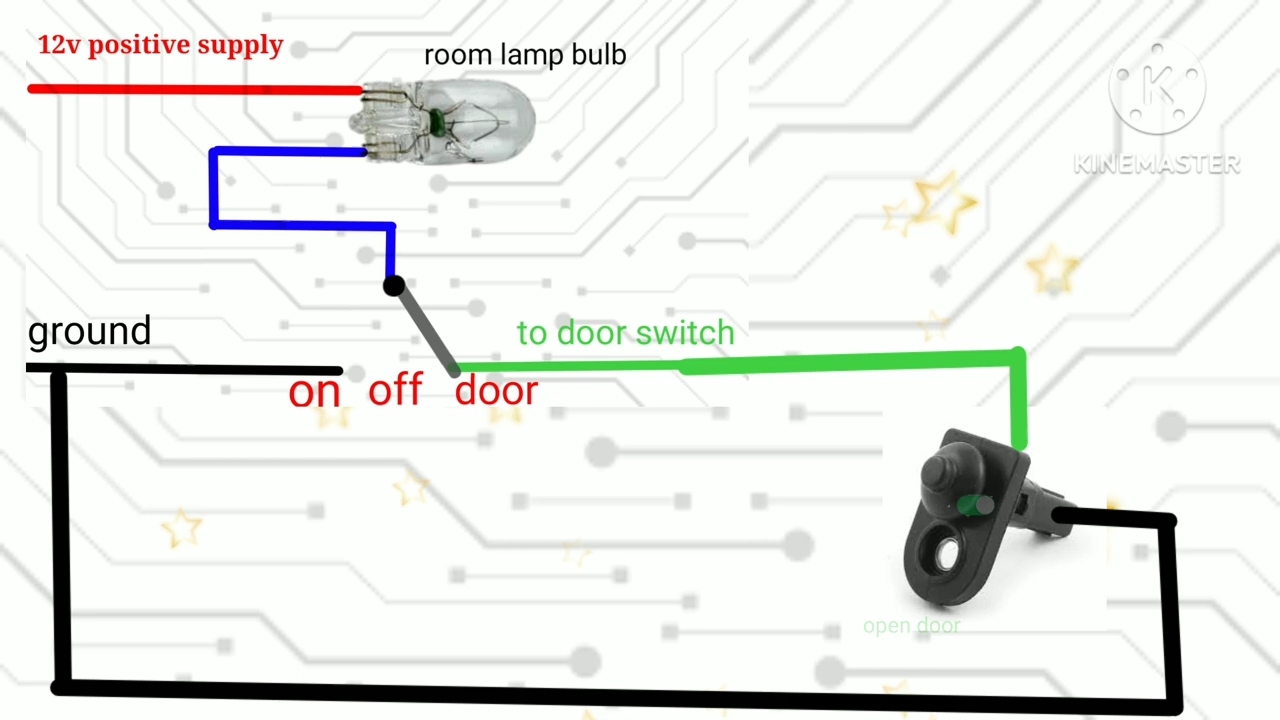 12v positive supply
room lamp bulb
KINEMASTER
ground
to door switch
on off door
open door